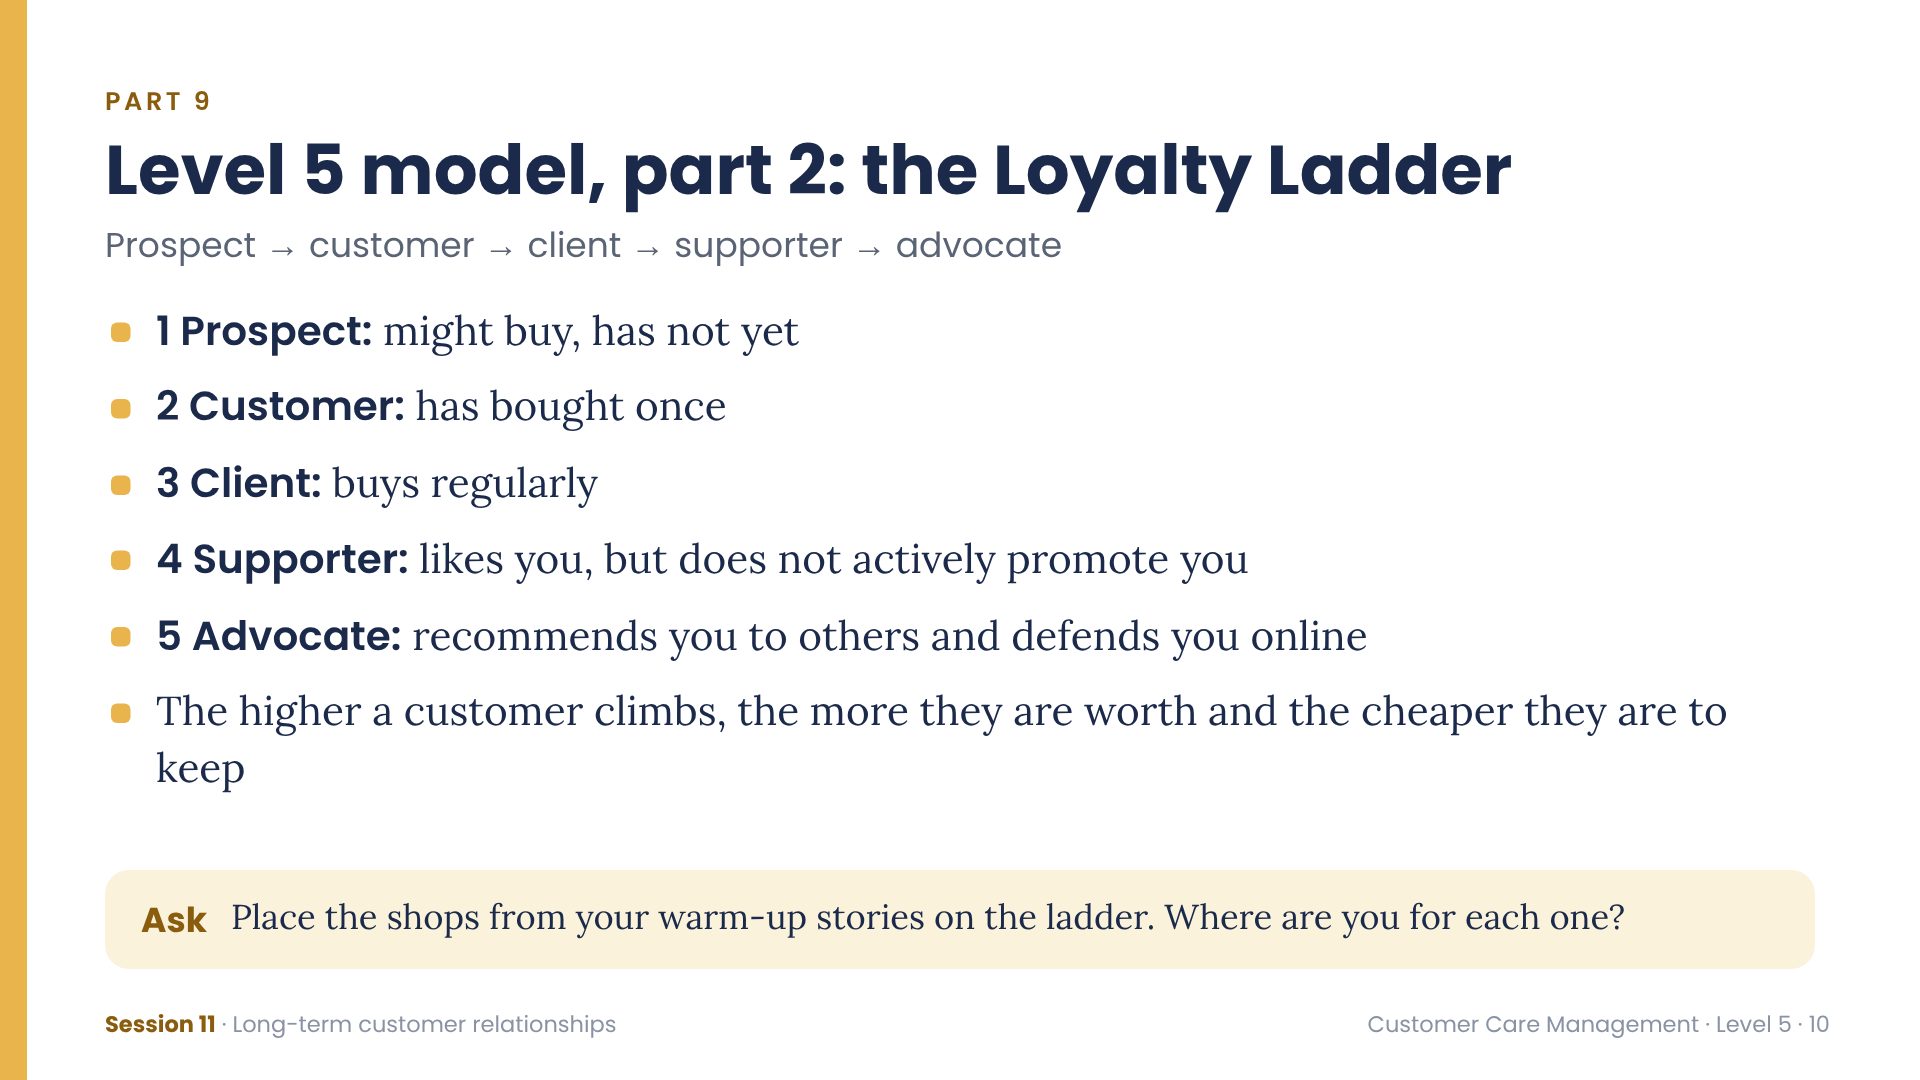 PART 9
Level 5 model, part 2: the Loyalty Ladder
Prospect → customer → client → supporter → advocate
1 Prospect: might buy, has not yet
2 Customer: has bought once
3 Client: buys regularly
4 Supporter: likes you, but does not actively promote you
5 Advocate: recommends you to others and defends you online
The higher a customer climbs, the more they are worth and the cheaper they are to
keep
Ask Place the shops from your warm-up stories on the ladder. Where are you for each one?
Session 11 · Long-term customer relationships
Customer Care Management · Level 5 · 10